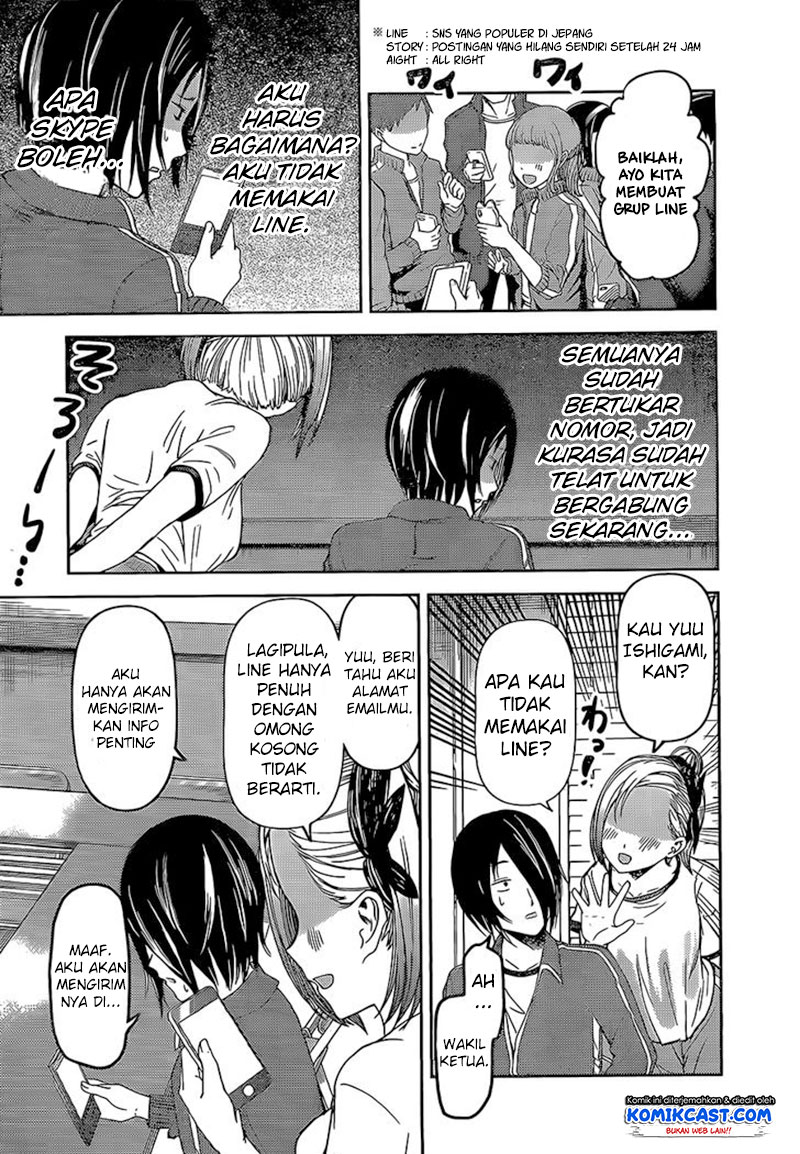 ※ LINE : SNS YANG POPULER DI JEPANG
STORY : POSTINGAN YANG HILANG SENDIRI SETELAH 24 JAM
AIGHT : ALL RIGHT
ワイ
ワイ
BAIKLAH,
AYO KITA
MEMBUAT
GRUP LINE
AKU
HARUS
BAGAIMANA?
AKU TIDAK
MEMAKAI
LINE.
APA
SKYPE
BOLEH...
SEMUANYA
SUDAH
BERTUKAR
NOMOR, JADI
KURASA SUDAH
TELAT UNTUK
BERGABUNG
SEKARANG...
そろ〜り…
KAU YUU
ISHIGAMI,
KAN?
わっ!
APA KAU
TIDAK
MEMAKAI
LINE?
AH
...
WAKIL
KETUA.
YUU, BERI
TAHU AKU
ALAMAT
EMAILMU.
LAGIPULA,
LINE HANYA
PENUH
DENGAN
OMONG
KOSONG
TIDAK
BERARTI.
AKU
HANYA AKAN
MENGIRIM-
KAN INFO
PENTING
MAAF.
AKU AKAN
MENGIRIM
NYA DI...
Komik ini diterjemahkan & diedit oleh
KOMIKCAST.COM
BUKAN WEB LAIN!!